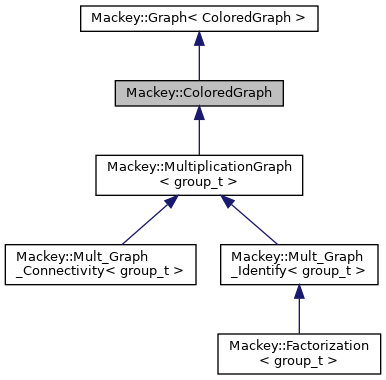 Mackey::Graph< ColoredGraph >
Mackey::ColoredGraph
Mackey::MultiplicationGraph
< group_t >
Mackey::Mult_Graph
_Connectivity< group_t >
Mackey::Mult_Graph
_Identify< group_t >
Mackey::Factorization
< group_t >